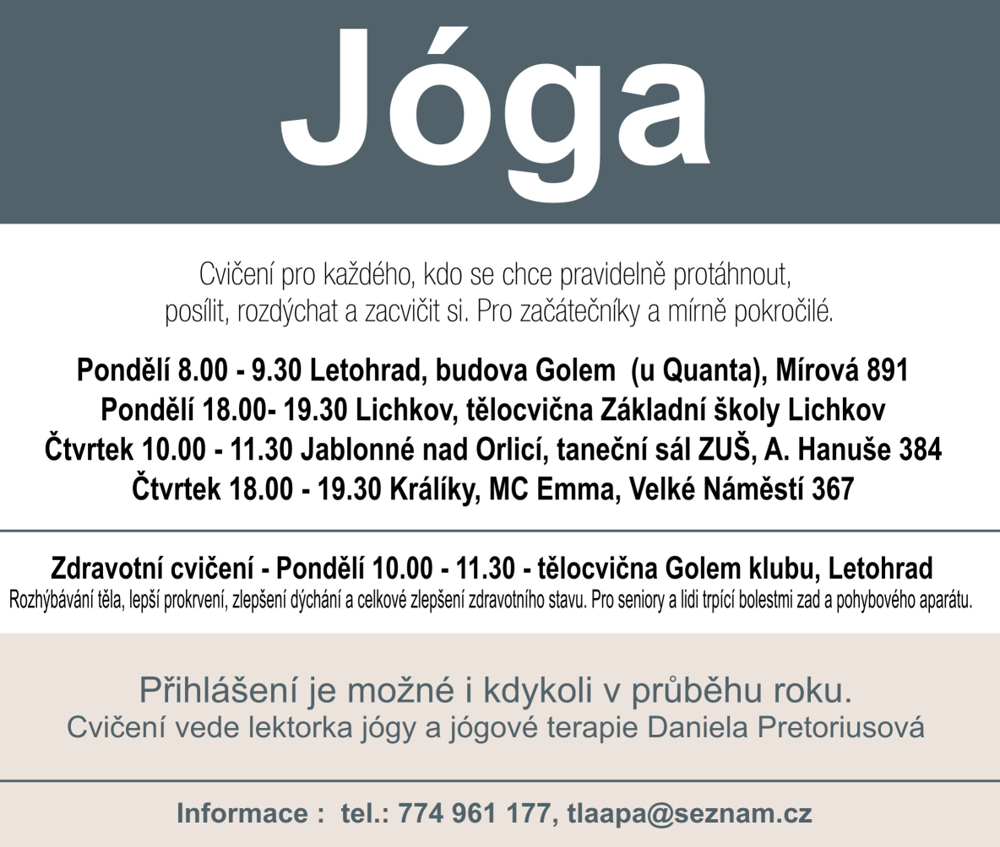 Jóga
Cvičení pro každého, kdo se chce pravidelně protáhnout,
posílit, rozdýchat a zacvičit si. Pro začátečníky a mírně pokročilé.
Pondělí 8.00 - 9.30 Letohrad, budova Golem  (u Quanta), Mírová 891
Pondělí 18.00- 19.30 Lichkov, tělocvična Základní školy Lichkov
Čtvrtek 10.00 - 11.30 Jablonné nad Orlicí, taneční sál ZUŠ, A. Hanuše 384
Čtvrtek 18.00 - 19.30 Králíky, MC Emma, Velké Náměstí 367
Zdravotní cvičení - Pondělí 10.00 - 11.30 - tělocvična Golem klubu, Letohrad
Rozhýbávání těla, lepší prokrvení, zlepšení dýchání a celkové zlepšení zdravotního stavu. Pro seniory a lidi trpící bolestmi zad a pohybového aparátu.
Přihlášení je možné i kdykoli v průběhu roku.
Cvičení vede lektorka jógy a jógové terapie Daniela Pretoriusová
Informace :  tel.: 774 961 177, tlaapa@seznam.cz